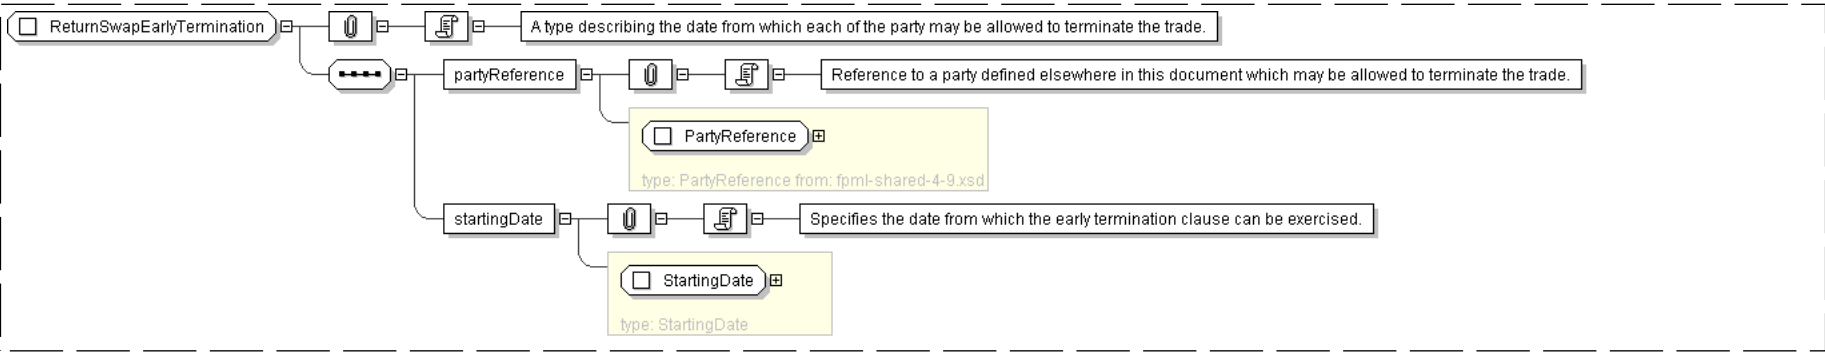 ReturnSwapEarlyTermination A type describing the date from which each of the party may be allowed to terminate the trade.
partyReference Reference to a party defined elsewhere in this document which may be allowed to terminate the trade.
PartyReference
type: PartyReference from: fpml-shared-4-9.xsd
startingDate Specifies the date from which the early termination clause can be exercised.
StartingDate
type: StartingDate